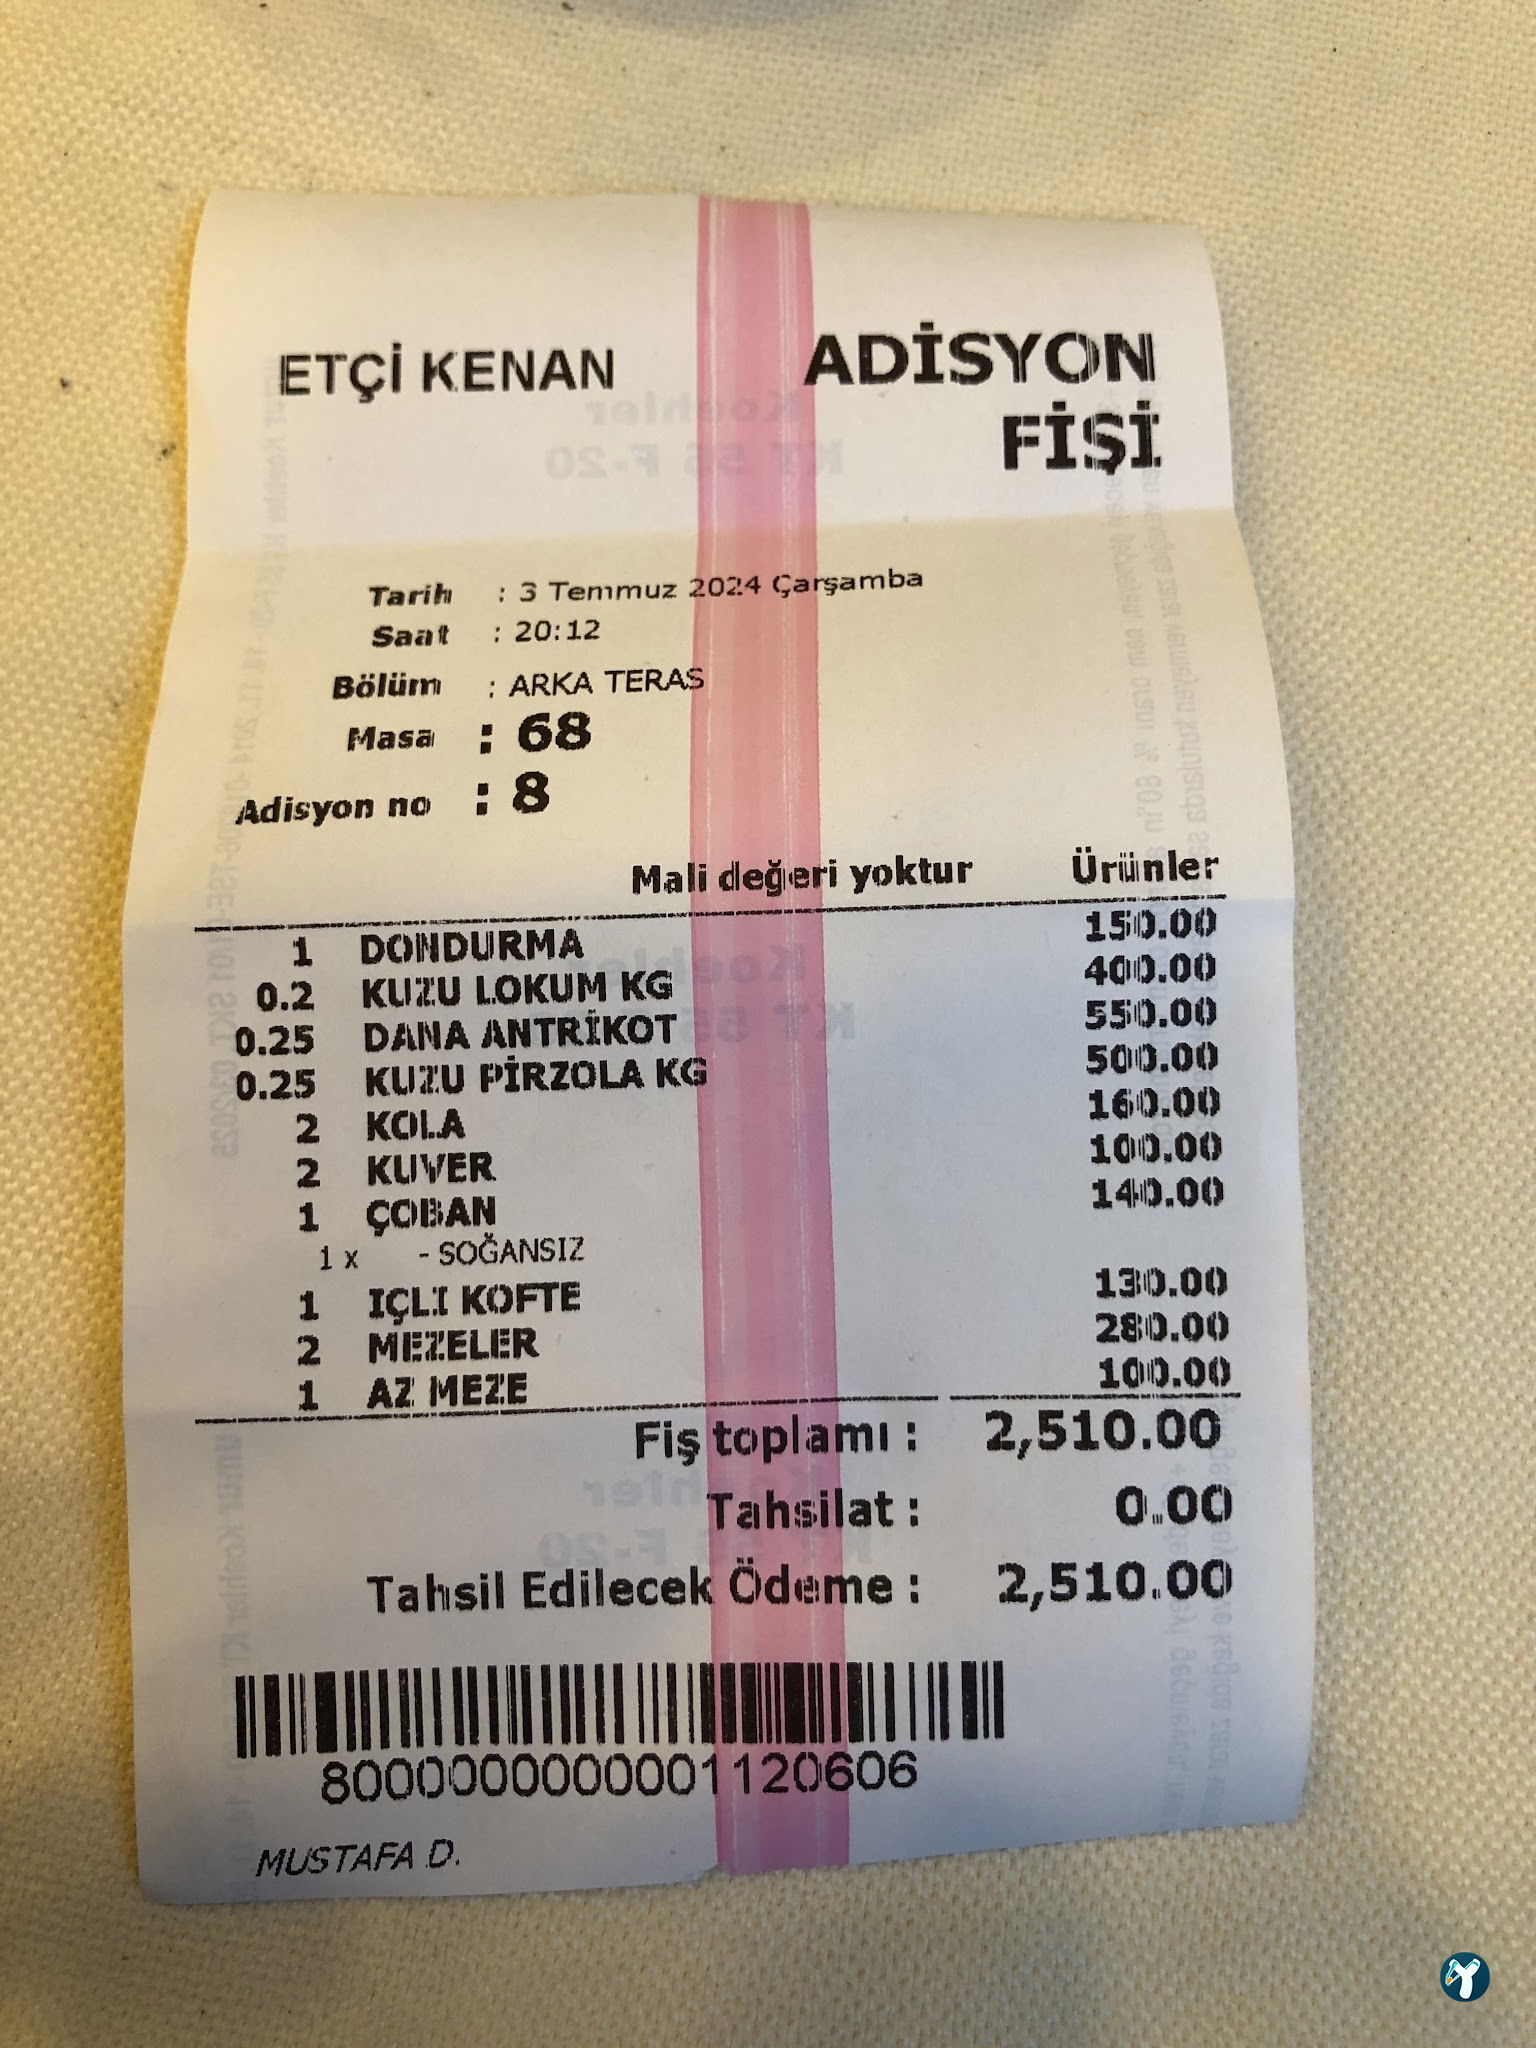 ETÇİ KENAN
ADİSYON
FİŞİ
Tarih : 3 Temmuz 2024 Çarşamba
Saat : 20:12
Bölüm : ARKA TERAS
Masa : 68
Adisyon no : 8
Mali değeri yoktur Ürünler
1 DONDURMA 150.00
0.2 KUZU LOKUM KG 400.00
0.25 DANA ANTRİKOT 550.00
0.25 KUZU PİRZOLA KG 500.00
2 KOLA 160.00
2 KUVER 100.00
1 ÇOBAN 140.00
1 x - SOĞANSIZ
1 IÇLI KOFTE 130.00
2 MEZELER 280.00
1 AZ MEZE 100.00
Fiş toplamı : 2,510.00
Tahsilat : 0.00
Tahsil Edilecek Ödeme : 2,510.00
MUSTAFA D.